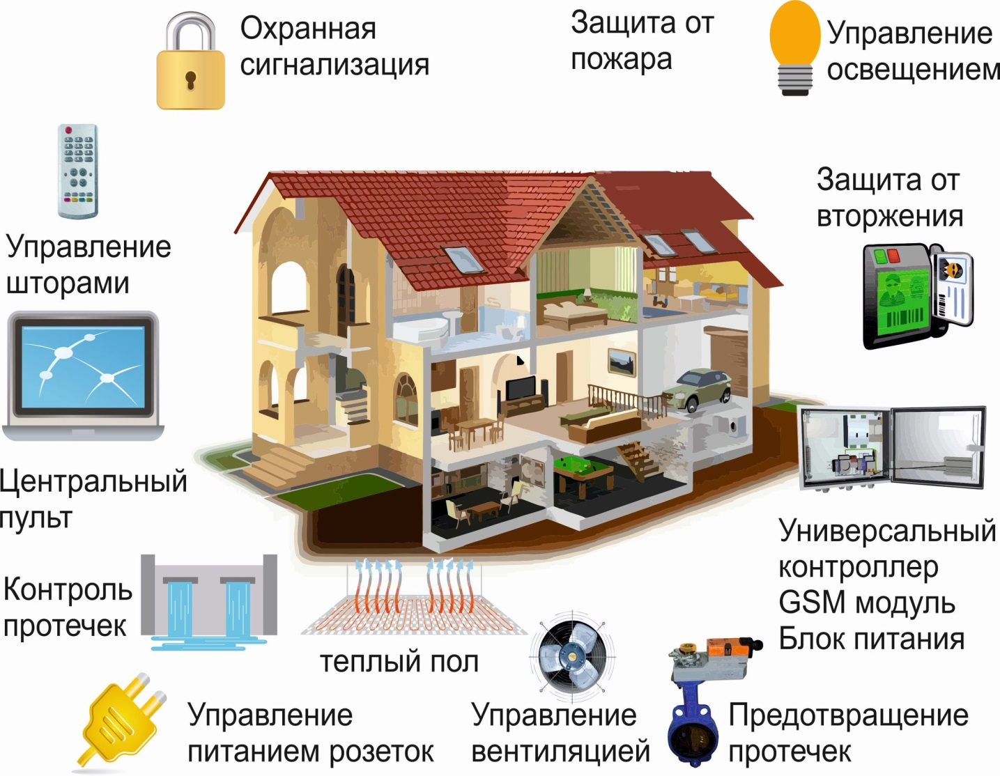 Охранная
сигнализация
Защита от
пожара
Управление
освещением
Защита от
вторжения
Управление
шторами
Центральный
пульт
Универсальный
контроллер
GSM модуль
Блок питания
Контроль
протечек
теплый пол
Управление
питанием розеток
Управление
вентиляцией
Предотвращение
протечек